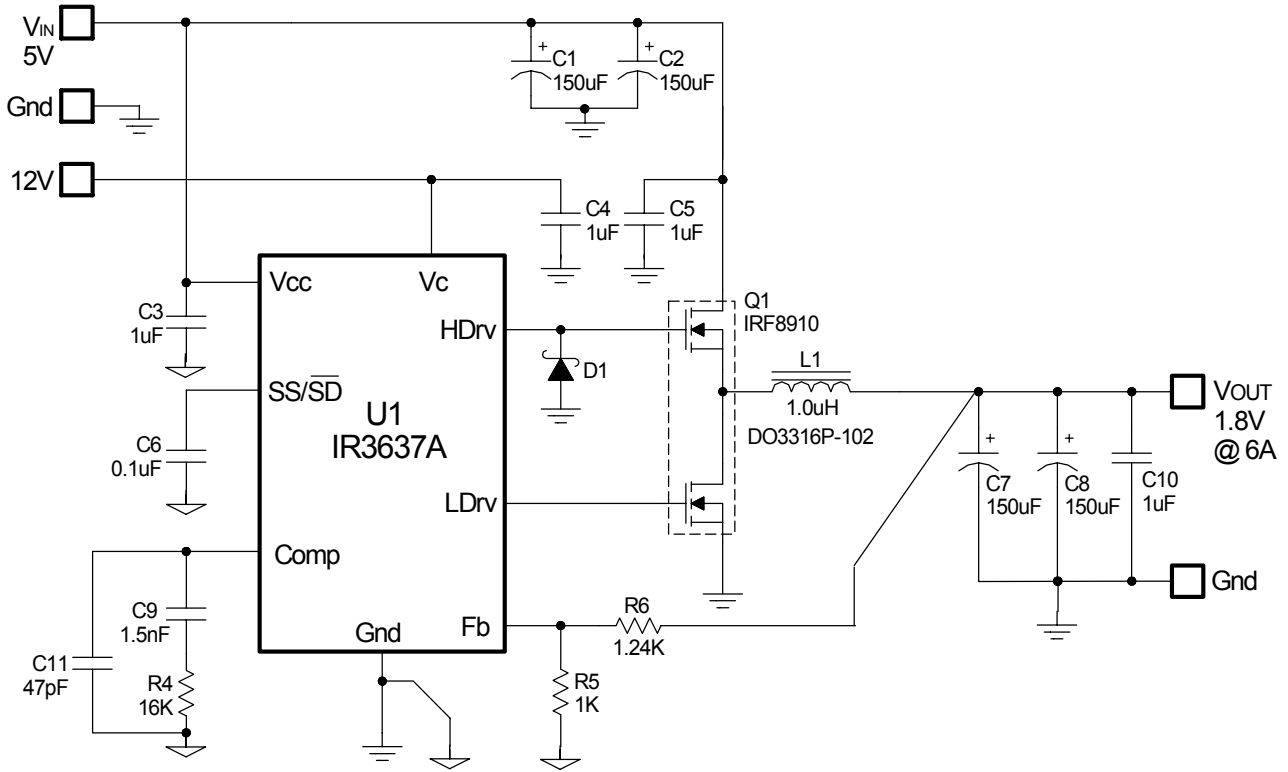 VIN
5V
Gnd
12V
+
C1
150uF
+
C2
150uF
C4
1uF
C5
1uF
C3
1uF
Vcc
Vc
HDrv
SS/SD
U1
IR3637A
LDrv
Comp
Gnd
Fb
D1
Q1
IRF8910
L1
1.0uH
DO3316P-102
C6
0.1uF
C9
1.5nF
C11
47pF
R4
16K
R6
1.24K
R5
1K
+
C7
150uF
+
C8
150uF
C10
1uF
VOUT
1.8V
@ 6A
Gnd